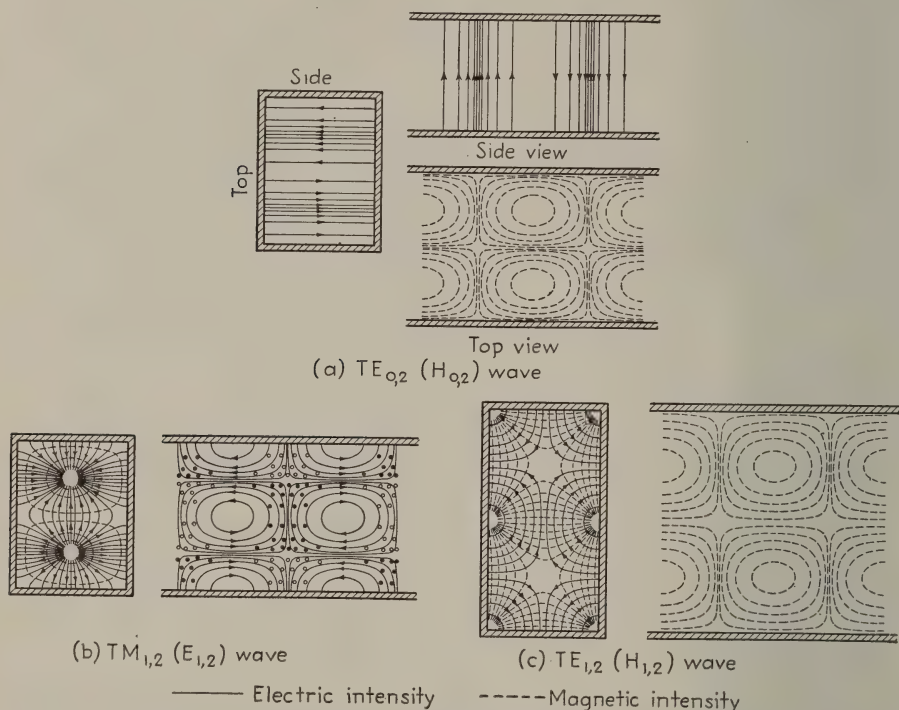 Side
Top
Side view
Top view
(a) TE0,2 (H0,2) wave
(b) TM1,2 (E1,2) wave
(c) TE1,2 (H1,2) wave
Electric intensity
Magnetic intensity